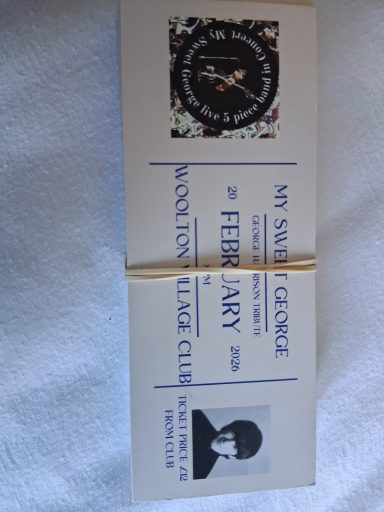 My Sweet George live 5 piece band in Concert
MY SWEET GEORGE
GEORGE HARRISON TRIBUTE
20 FEBRUARY 2026
PM
WOOLTON VILLAGE CLUB
TICKET PRICE £12
FROM CLUB